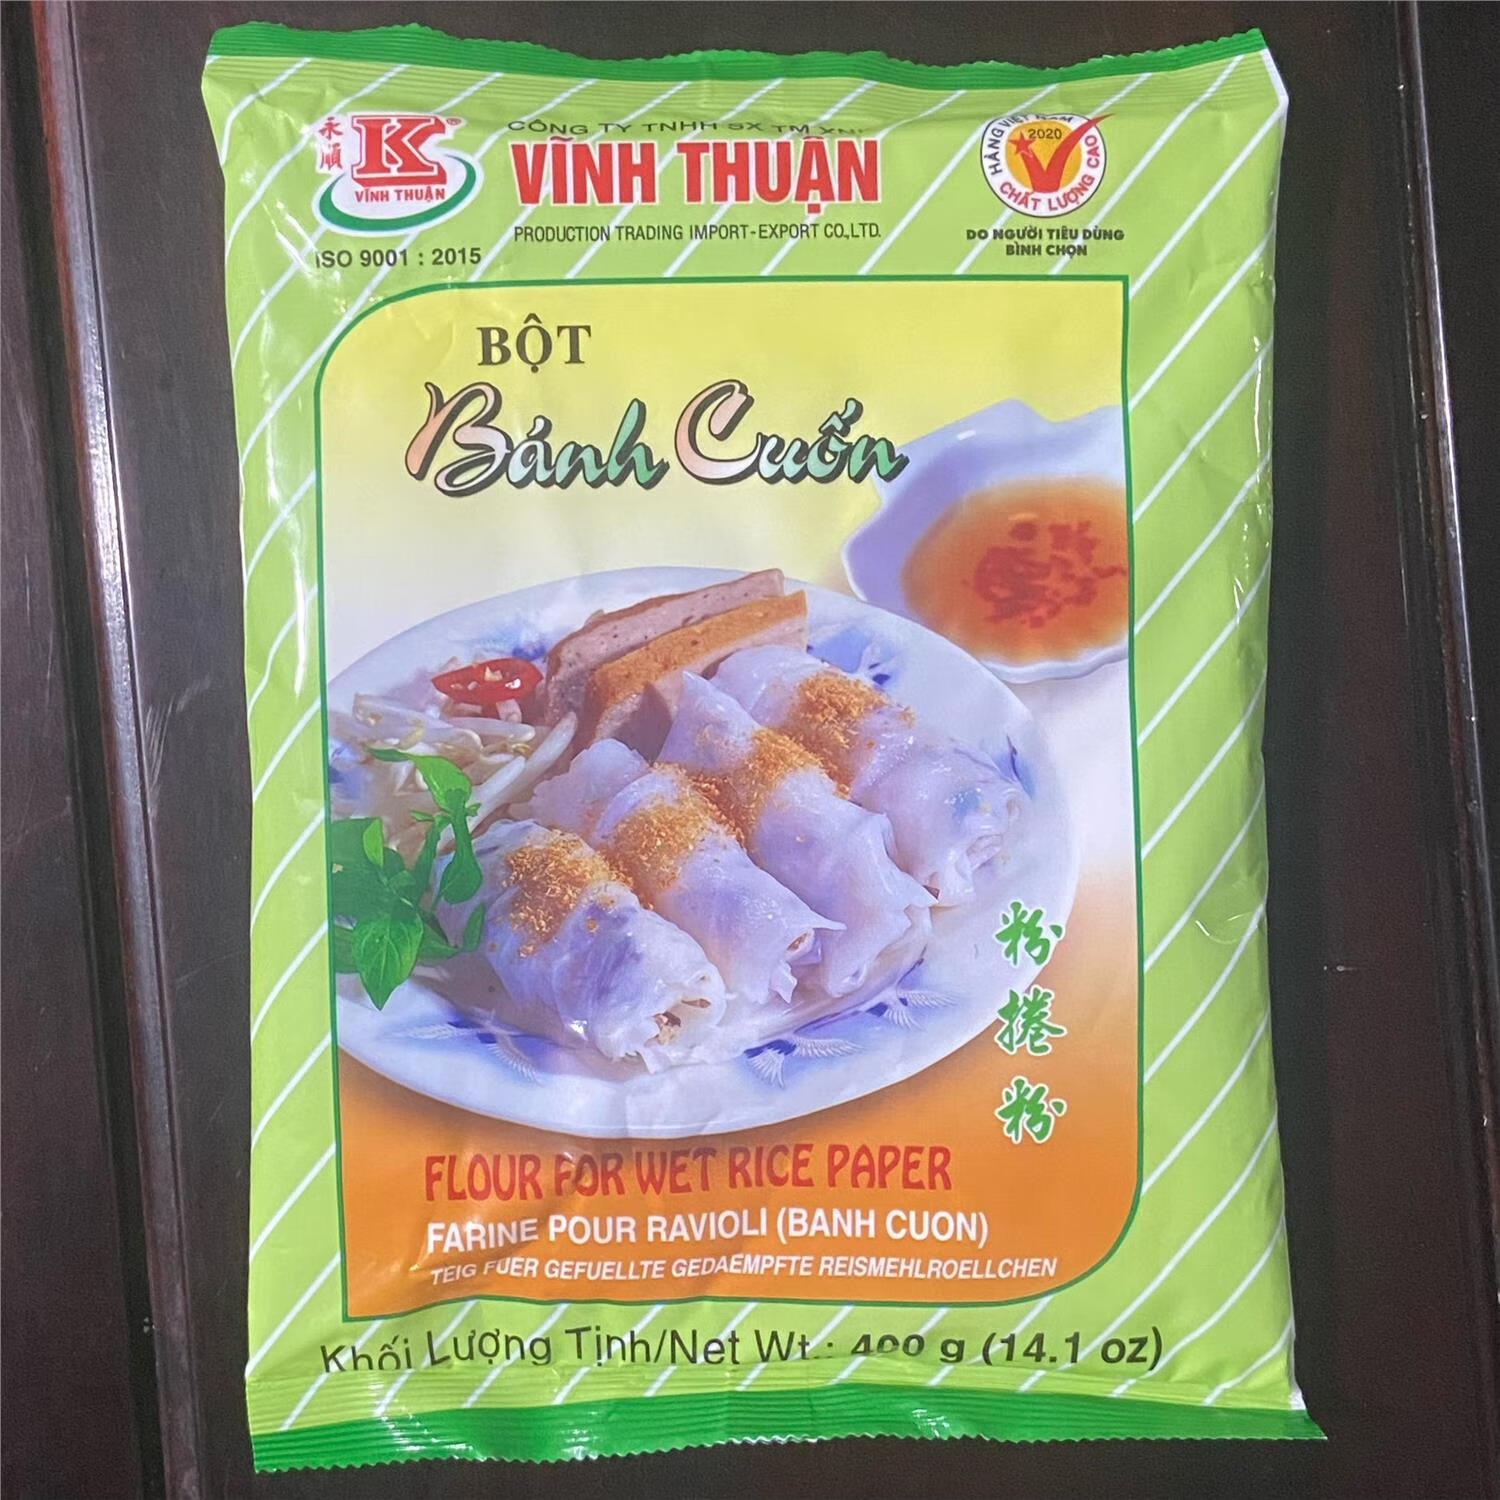 永順
K®
VĨNH THUẬN
ISO 9001 : 2015
CÔNG TY TNHH SX TM XNK
VĨNH THUẬN
PRODUCTION TRADING IMPORT-EXPORT CO.,LTD.
HÀNG VIỆT NAM
2020
CHẤT LƯỢNG CAO
DO NGƯỜI TIÊU DÙNG
BÌNH CHỌN
BỘT
Bánh Cuốn
粉捲粉
FLOUR FOR WET RICE PAPER
FARINE POUR RAVIOLI (BANH CUON)
TEIG FUER GEFUELLTE GEDAEMPFTE REISMEHLROELLCHEN
Khối Lượng Tịnh/Net Wt.: 400 g (14.1 oz)